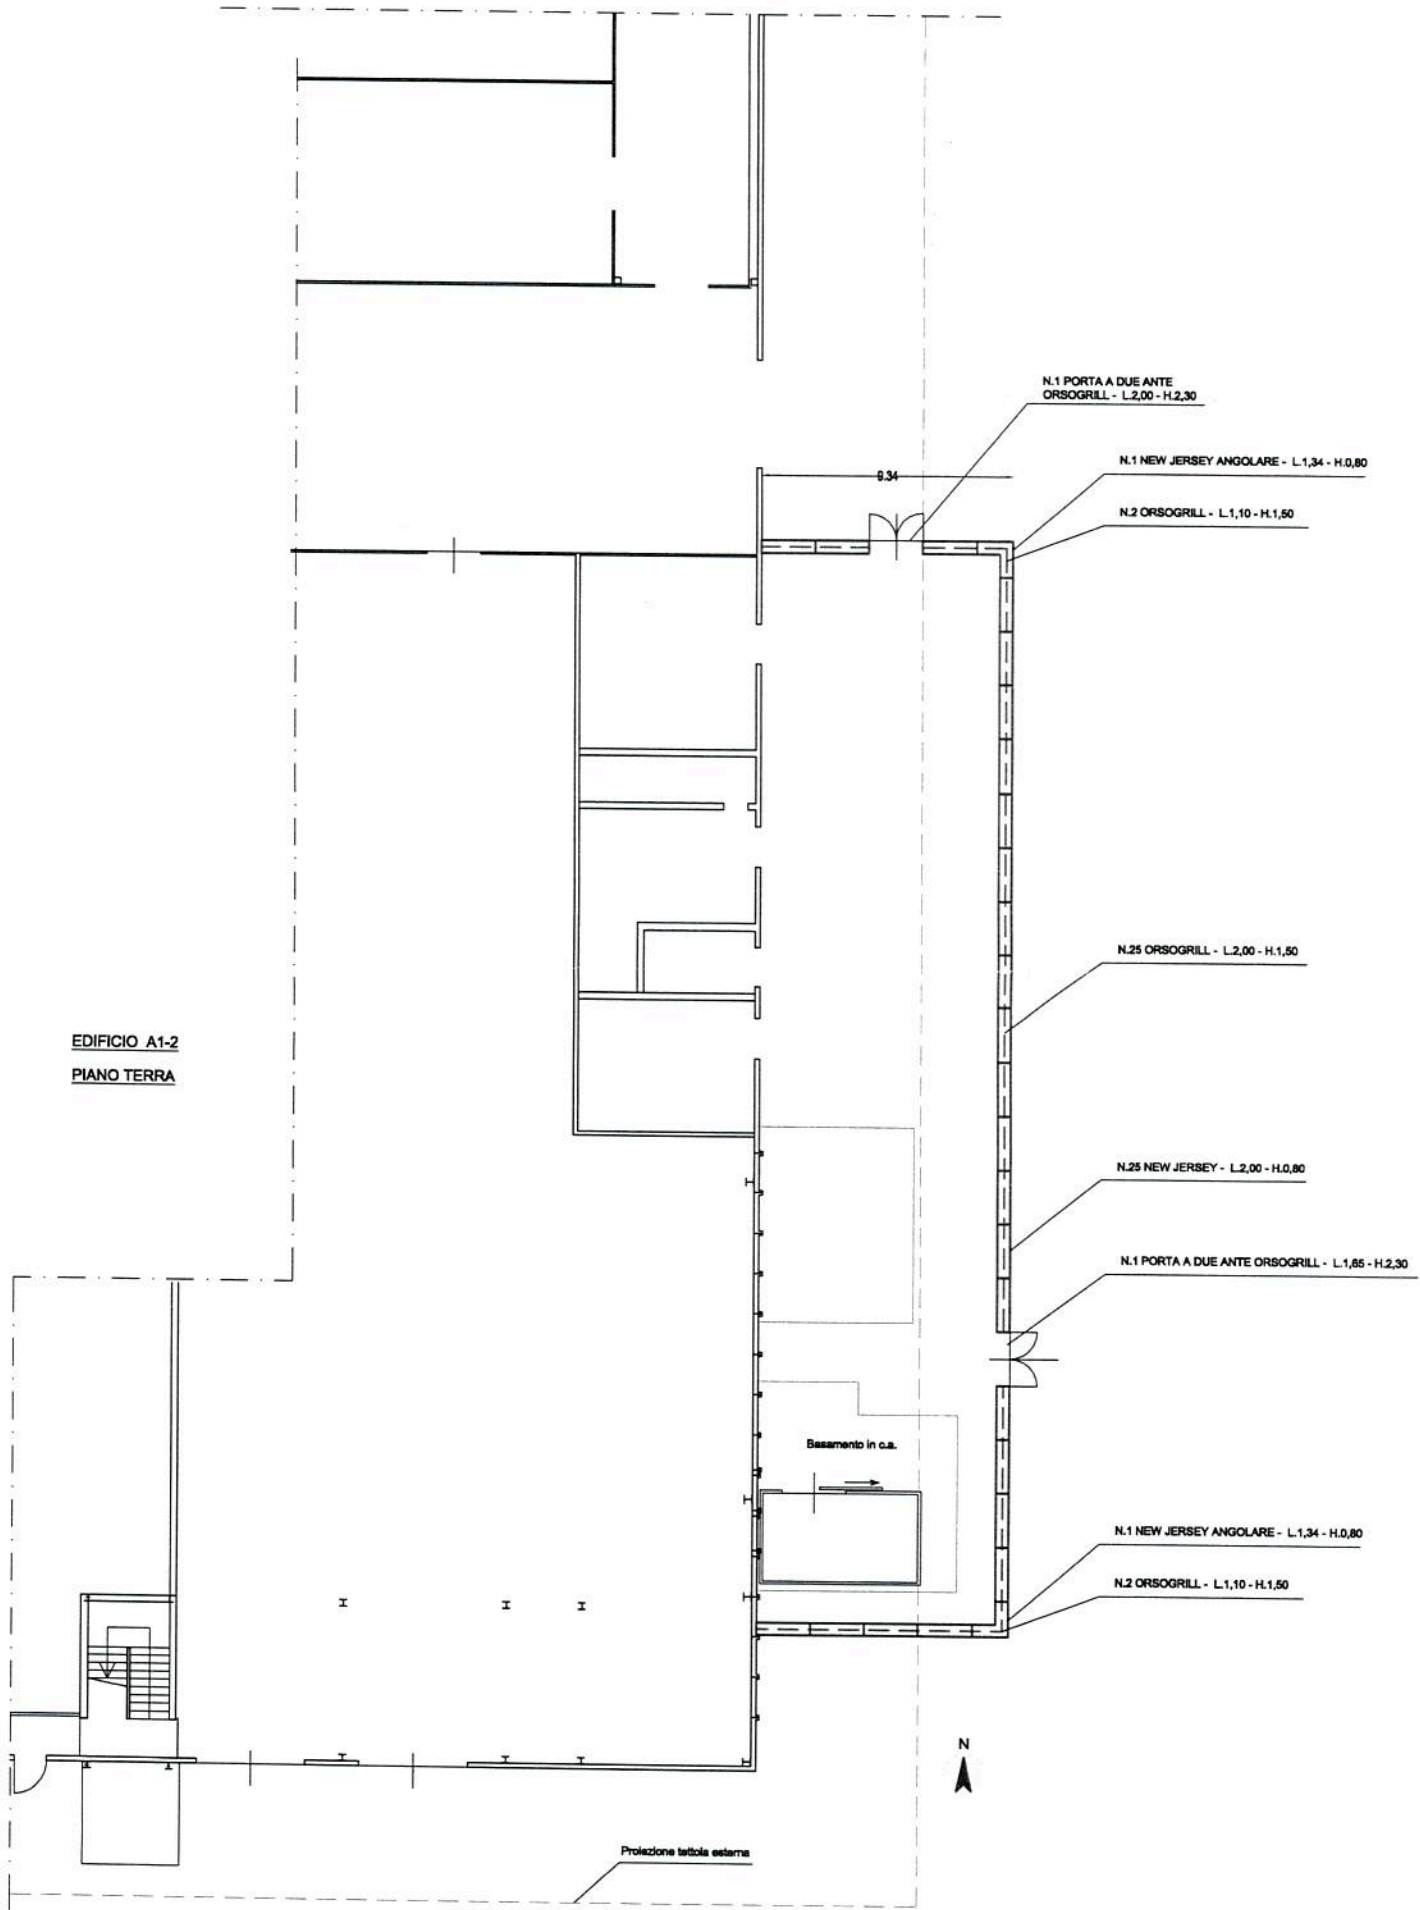 N.1 PORTA A DUE ANTE
ORSOGRILL - L.2,00 - H.2,30
N.1 NEW JERSEY ANGOLARE - L.1,34 - H.0,80
9.34
N.2 ORSOGRILL - L.1,10 - H.1,50
N.25 ORSOGRILL - L.2,00 - H.1,50
EDIFICIO A1-2
PIANO TERRA
N.25 NEW JERSEY - L.2,00 - H.0,80
N.1 PORTA A DUE ANTE ORSOGRILL - L.1,65 - H.2,30
Basamento in c.a.
N.1 NEW JERSEY ANGOLARE - L.1,34 - H.0,80
N.2 ORSOGRILL - L.1,10 - H.1,50
N
Proiezione tettoia esterna